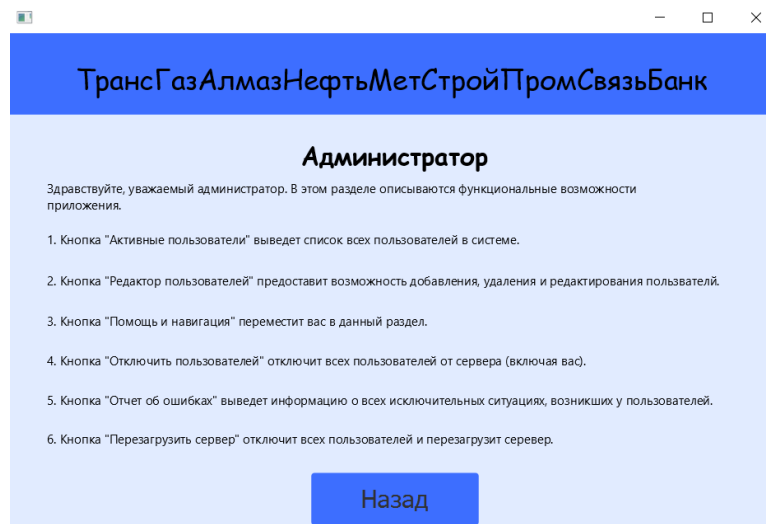 ТрансГазАлмазНефтьМетСтройПромСвязьБанк
Администратор
Здравствуйте, уважаемый администратор. В этом разделе описываются функциональные возможности
приложения.
1. Кнопка "Активные пользователи" выведет список всех пользователей в системе.
2. Кнопка "Редактор пользователей" предоставит возможность добавления, удаления и редактирования пользвателй.
3. Кнопка "Помощь и навигация" переместит вас в данный раздел.
4. Кнопка "Отключить пользователей" отключит всех пользователей от сервера (включая вас).
5. Кнопка "Отчет об ошибках" выведет информацию о всех исключительных ситуациях, возникших у пользователей.
6. Кнопка "Перезагрузить сервер" отключит всех пользователей и перезагрузит серевер.
Назад